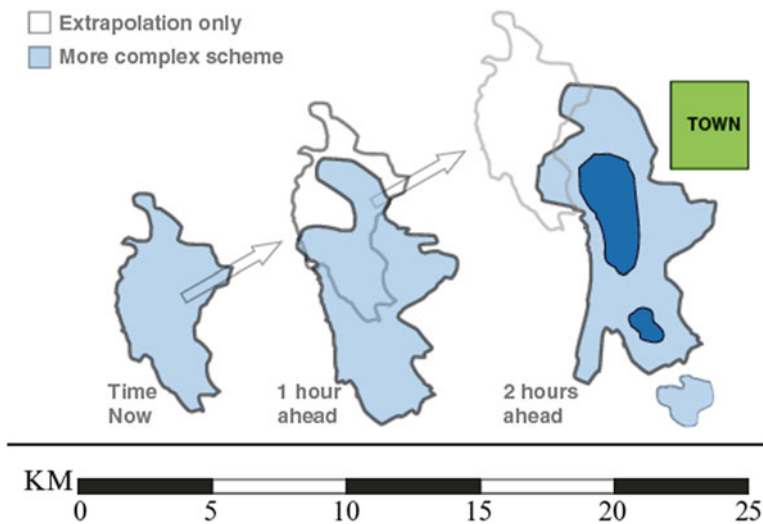 Extrapolation only
More complex scheme
TOWN
Time
Now
1 hour
ahead
2 hours
ahead
KM
0 5 10 15 20 25